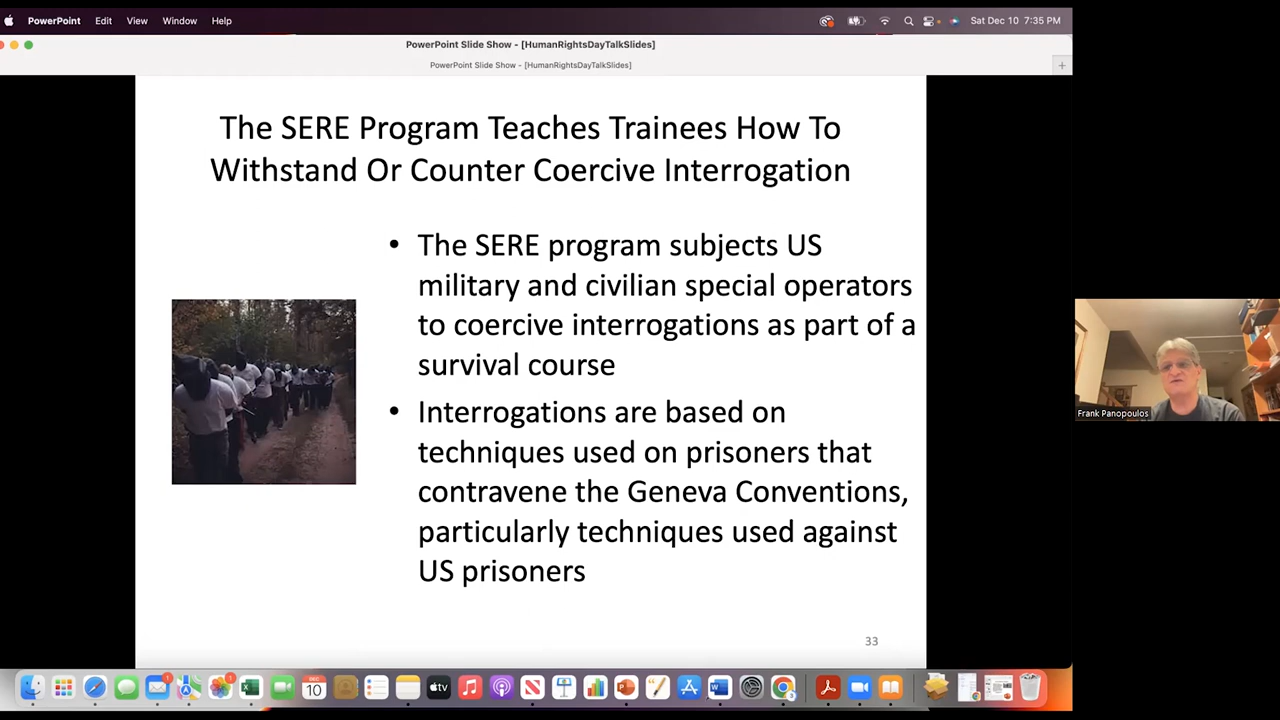 PowerPoint Edit View Window Help Sat Dec 10 7:35 PM
PowerPoint Slide Show - [HumanRightsDayTalkSlides]
PowerPoint Slide Show - [HumanRightsDayTalkSlides]
The SERE Program Teaches Trainees How To
Withstand Or Counter Coercive Interrogation
• The SERE program subjects US
military and civilian special operators
to coercive interrogations as part of a
survival course
• Interrogations are based on
techniques used on prisoners that
contravene the Geneva Conventions,
particularly techniques used against
US prisoners
33
Frank Panopoulos
DEC
10
tv